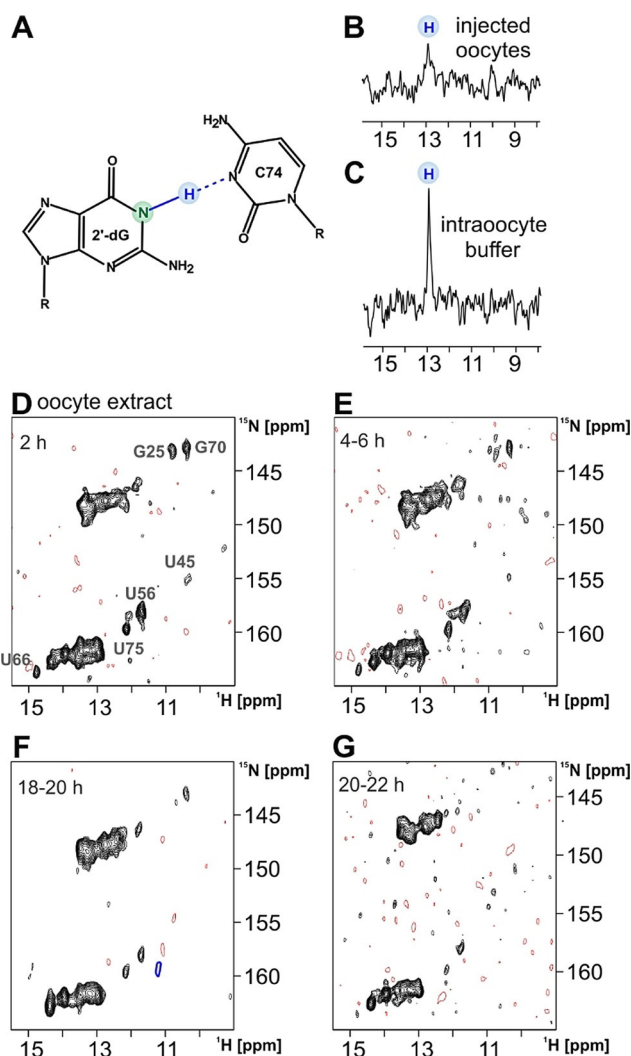 A
B
H
injected
oocytes
15 13 11 9
C
H
intraoocyte
buffer
15 13 11 9
O
N
N
H
2'-dG
N
N
NH₂
R
H₂N
N
C74
O
N
R
D oocyte extract
2 h
G25
G70
U45
U56
U75
U66
¹⁵N [ppm]
145
150
155
160
15 13 11 ¹H [ppm]
E
4-6 h
¹⁵N [ppm]
145
150
155
160
15 13 11 ¹H [ppm]
F
18-20 h
¹⁵N [ppm]
145
150
155
160
15 13 11 ¹H [ppm]
G
20-22 h
¹⁵N [ppm]
145
150
155
160
15 13 11 ¹H [ppm]